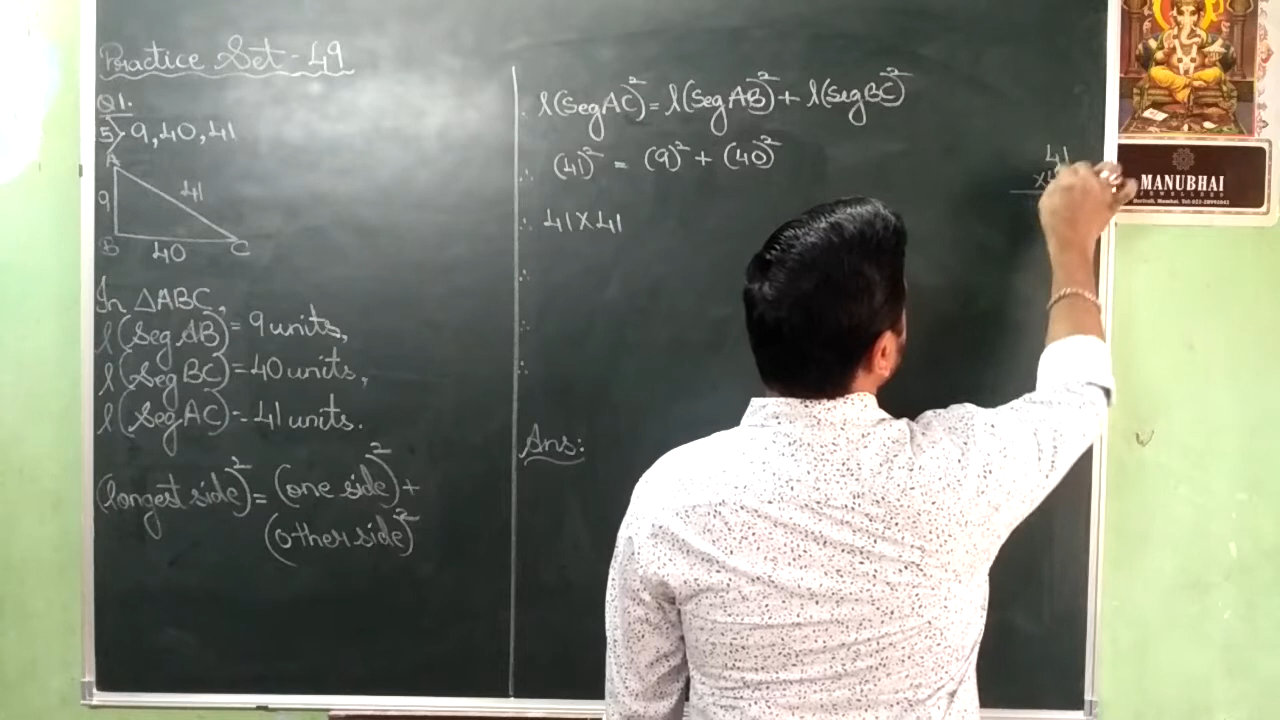 Practice Set - 49
Q1.
5> 9, 40, 41
A
41
9
B
40
C
In △ABC,
l(Seg AB) = 9 units,
l(Seg BC) = 40 units,
l(Seg AC) = 41 units.
(longest side)² = (one side)² +
(other side)²
∴ l(Seg AC)² = l(Seg AB)² + l(Seg BC)²
∴ (41)² = (9)² + (40)²
∴ 41 × 41
∴
∴
∴
Ans:
41
×
MANUBHAI
JEWELLERS